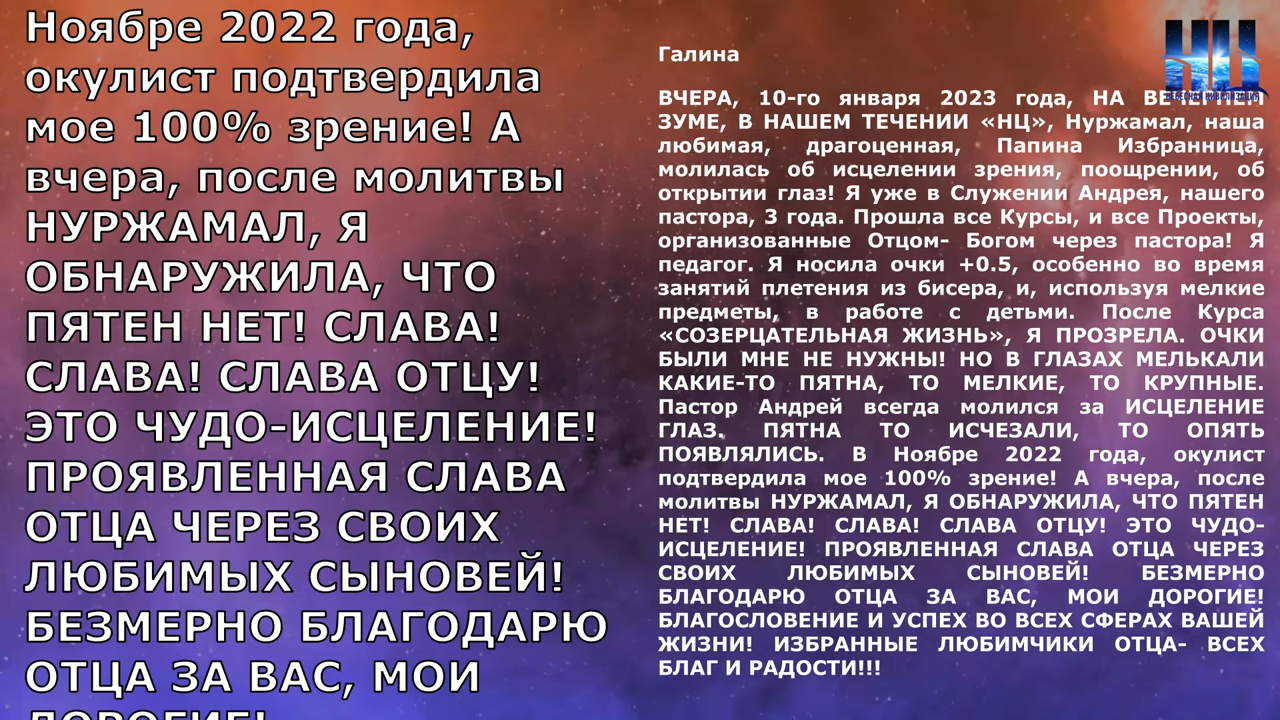 Ноябре 2022 года,
окулист подтвердила
мое 100% зрение! А
вчера, после молитвы
НУРЖАМАЛ, Я
ОБНАРУЖИЛА, ЧТО
ПЯТЕН НЕТ! СЛАВА!
СЛАВА! СЛАВА ОТЦУ!
ЭТО ЧУДО-ИСЦЕЛЕНИЕ!
ПРОЯВЛЕННАЯ СЛАВА
ОТЦА ЧЕРЕЗ СВОИХ
ЛЮБИМЫХ СЫНОВЕЙ!
БЕЗМЕРНО БЛАГОДАРЮ
ОТЦА ЗА ВАС, МОИ
ДОРОГИЕ!
НЦ
НЕБЕСНАЯ ЦИВИЛИЗАЦИЯ
Галина
ВЧЕРА, 10-го января 2023 года, НА
ЗУМЕ, В НАШЕМ ТЕЧЕНИИ «НЦ», Нуржамал, наша
любимая, драгоценная, Папина Избранница,
молилась об исцелении зрения, поощрении, об
открытии глаз! Я уже в Служении Андрея, нашего
пастора, 3 года. Прошла все Курсы, и все Проекты,
организованные Отцом- Богом через пастора! Я
педагог. Я носила очки +0.5, особенно во время
занятий плетения из бисера, и, используя мелкие
предметы, в работе с детьми. После Курса
«СОЗЕРЦАТЕЛЬНАЯ ЖИЗНЬ», Я ПРОЗРЕЛА. ОЧКИ
БЫЛИ МНЕ НЕ НУЖНЫ! НО В ГЛАЗАХ МЕЛЬКАЛИ
КАКИЕ-ТО ПЯТНА, ТО МЕЛКИЕ, ТО КРУПНЫЕ.
Пастор Андрей всегда молился за ИСЦЕЛЕНИЕ
ГЛАЗ. ПЯТНА ТО ИСЧЕЗАЛИ, ТО ОПЯТЬ
ПОЯВЛЯЛИСЬ. В Ноябре 2022 года, окулист
подтвердила мое 100% зрение! А вчера, после
молитвы НУРЖАМАЛ, Я ОБНАРУЖИЛА, ЧТО ПЯТЕН
НЕТ! СЛАВА! СЛАВА! СЛАВА ОТЦУ! ЭТО ЧУДО-
ИСЦЕЛЕНИЕ! ПРОЯВЛЕННАЯ СЛАВА ОТЦА ЧЕРЕЗ
СВОИХ ЛЮБИМЫХ СЫНОВЕЙ! БЕЗМЕРНО
БЛАГОДАРЮ ОТЦА ЗА ВАС, МОИ ДОРОГИЕ!
БЛАГОСЛОВЕНИЕ И УСПЕХ ВО ВСЕХ СФЕРАХ ВАШЕЙ
ЖИЗНИ! ИЗБРАННЫЕ ЛЮБИМЧИКИ ОТЦА- ВСЕХ
БЛАГ И РАДОСТИ!!!